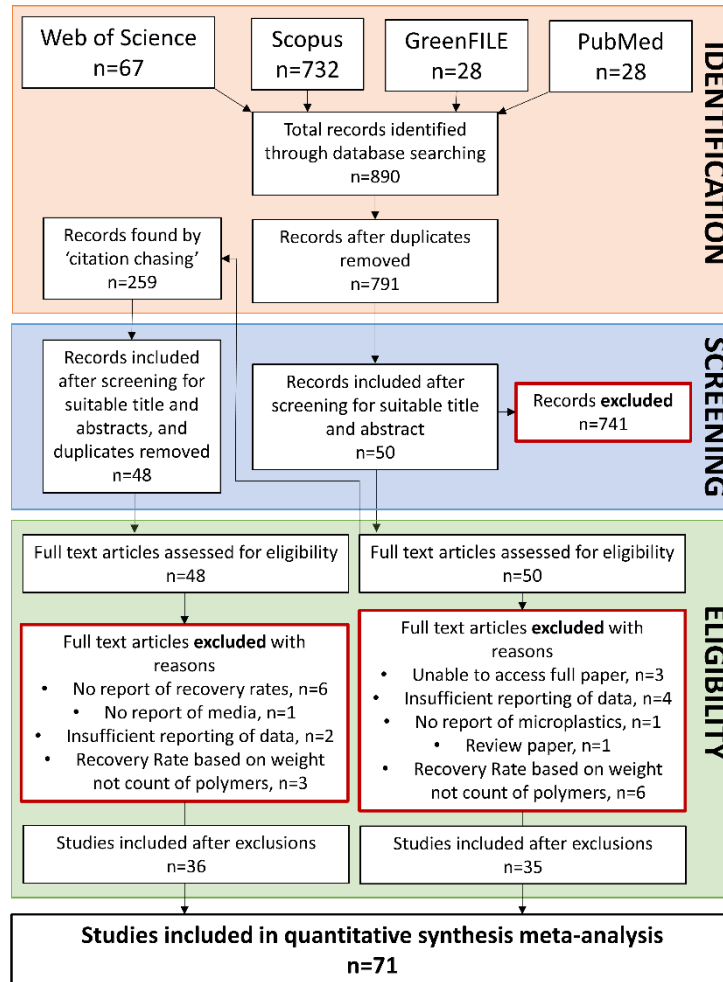 Web of Science
n=67
Scopus
n=732
GreenFILE
n=28
PubMed
n=28
IDENTIFICATION
Total records identified
through database searching
n=890
Records found by
‘citation chasing’
n=259
Records after duplicates
removed
n=791
SCREENING
Records included
after screening for
suitable title and
abstracts, and
duplicates removed
n=48
Records included after
screening for suitable title
and abstract
n=50
Records excluded
n=741
ELIGIBILITY
Full text articles assessed for eligibility
n=48
Full text articles assessed for eligibility
n=50
Full text articles excluded with
reasons
• No report of recovery rates, n=6
• No report of media, n=1
• Insufficient reporting of data, n=2
• Recovery Rate based on weight
not count of polymers, n=3
Full text articles excluded with
reasons
• Unable to access full paper, n=3
• Insufficient reporting of data, n=4
• No report of microplastics, n=1
• Review paper, n=1
• Recovery Rate based on weight
not count of polymers, n=6
Studies included after exclusions
n=36
Studies included after exclusions
n=35
Studies included in quantitative synthesis meta-analysis
n=71